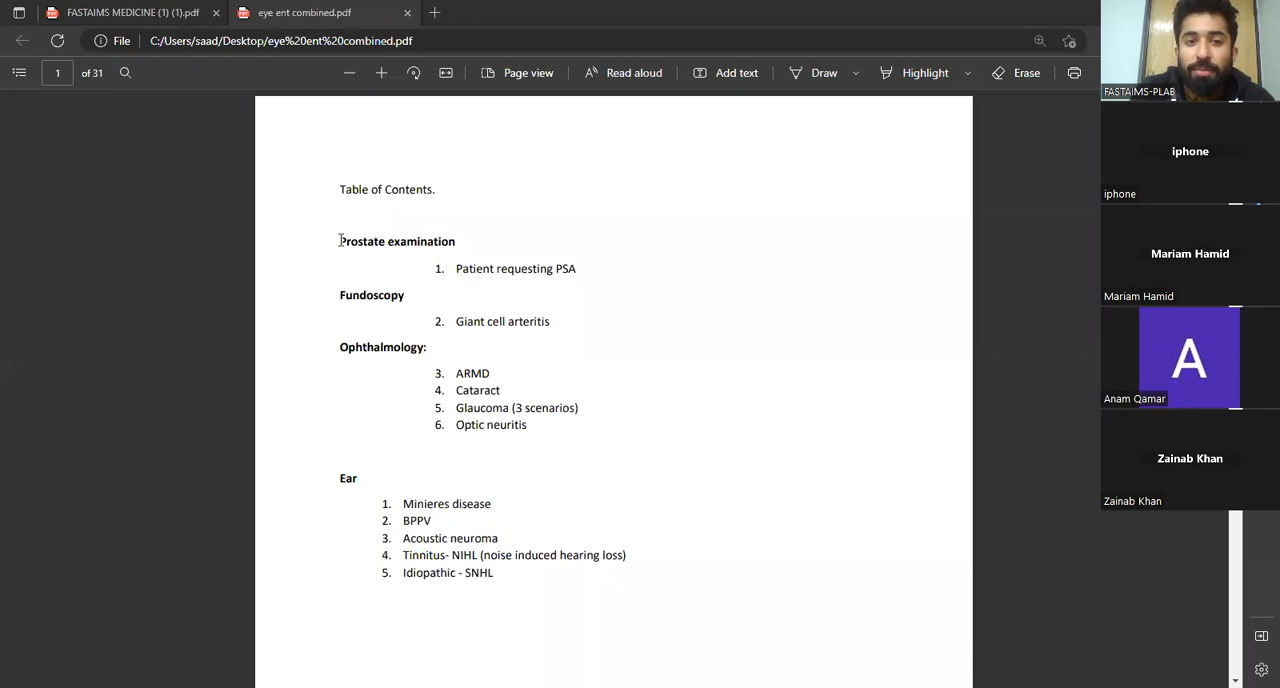 FASTAIMS MEDICINE (1) (1).pdf
eye ent combined.pdf
File
C:/Users/saad/Desktop/eye%20ent%20combined.pdf
1 of 31
Page view
Read aloud
Add text
Draw
Highlight
Erase
Table of Contents.
Prostate examination
1. Patient requesting PSA
Fundoscopy
2. Giant cell arteritis
Ophthalmology:
3. ARMD
4. Cataract
5. Glaucoma (3 scenarios)
6. Optic neuritis
Ear
1. Minieres disease
2. BPPV
3. Acoustic neuroma
4. Tinnitus- NIHL (noise induced hearing loss)
5. Idiopathic - SNHL
FASTAIMS-PLAB
iphone
iphone
Mariam Hamid
Mariam Hamid
A
Anam Qamar
Zainab Khan
Zainab Khan